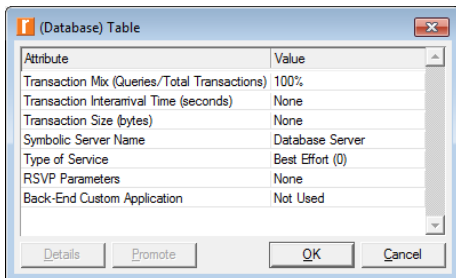 (Database) Table
Attribute Value
Transaction Mix (Queries/Total Transactions) 100%
Transaction Interarrival Time (seconds) None
Transaction Size (bytes) None
Symbolic Server Name Database Server
Type of Service Best Effort (0)
RSVP Parameters None
Back-End Custom Application Not Used
Details Promote OK Cancel